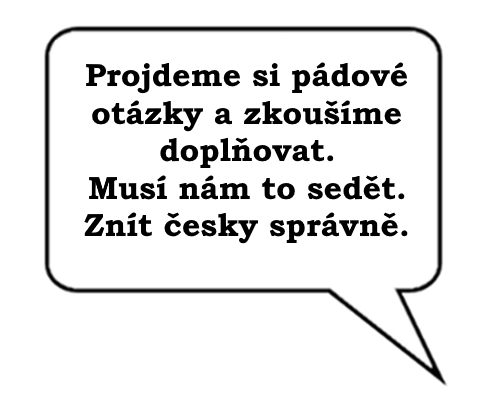 Projdeme si pádové
otázky a zkoušíme
doplňovat.
Musí nám to sedět.
Znít česky správně.